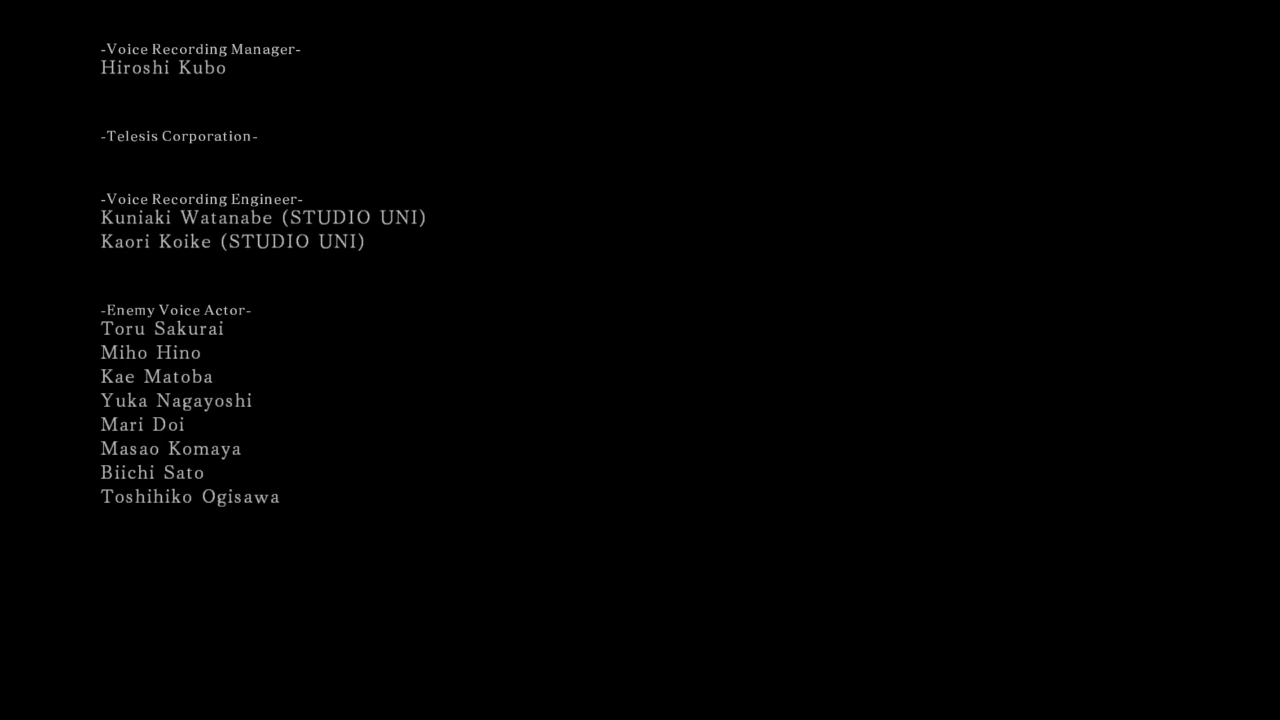 -Voice Recording Manager-
Hiroshi Kubo
-Telesis Corporation-
-Voice Recording Engineer-
Kuniaki Watanabe (STUDIO UNI)
Kaori Koike (STUDIO UNI)
-Enemy Voice Actor-
Toru Sakurai
Miho Hino
Kae Matoba
Yuka Nagayoshi
Mari Doi
Masao Komaya
Biichi Sato
Toshihiko Ogisawa